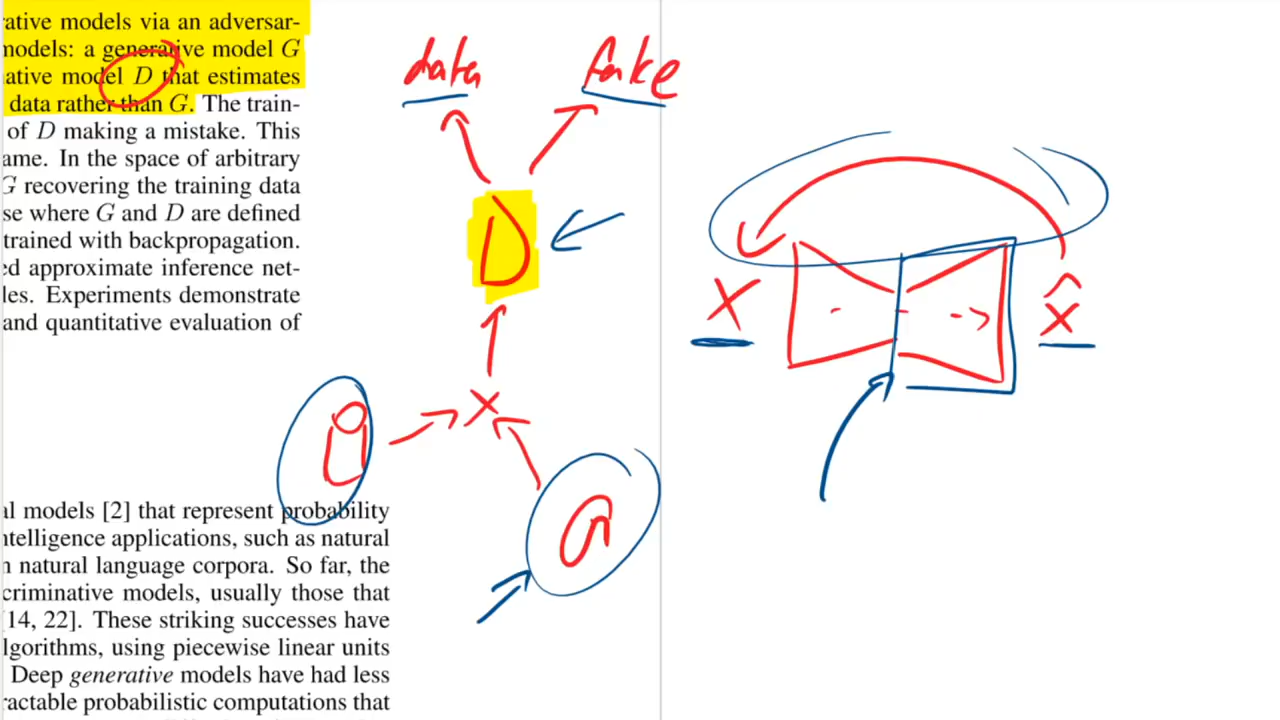 rative models via an adversar-
models: a generative model G
ative model D that estimates
data rather than G. The train-
of D making a mistake. This
ame. In the space of arbitrary
G recovering the training data
se where G and D are defined
trained with backpropagation.
ed approximate inference net-
les. Experiments demonstrate
and quantitative evaluation of
al models [2] that represent probability
ntelligence applications, such as natural
n natural language corpora. So far, the
criminative models, usually those that
[14, 22]. These striking successes have
lgorithms, using piecewise linear units
Deep generative models have had less
ractable probabilistic computations that
data fake
D
x
G
X x̂